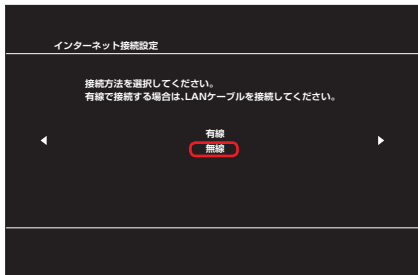 インターネット接続設定
接続方法を選択してください。
有線で接続する場合は、LANケーブルを接続してください。
有線
無線